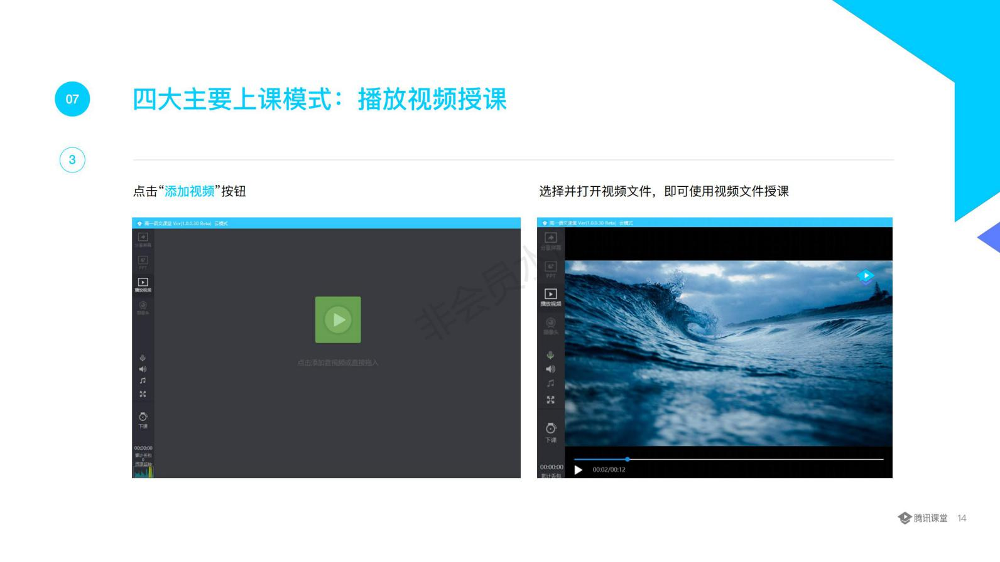 07
四大主要上课模式：播放视频授课
3
点击“添加视频”按钮
选择并打开视频文件，即可使用视频文件授课
高一语文课堂 Ver(1.0.0.30 Beta) 云模式
分享屏幕
PPT
播放视频
摄像头
下课
00:00:00
累计丢包
0
资源监控
点击添加音视频或直接拖入
高一语文课堂 Ver(1.0.0.30 Beta) 云模式
分享屏幕
PPT
播放视频
摄像头
下课
00:00:00
累计丢包
00:02/00:12
非会员水
腾讯课堂 14